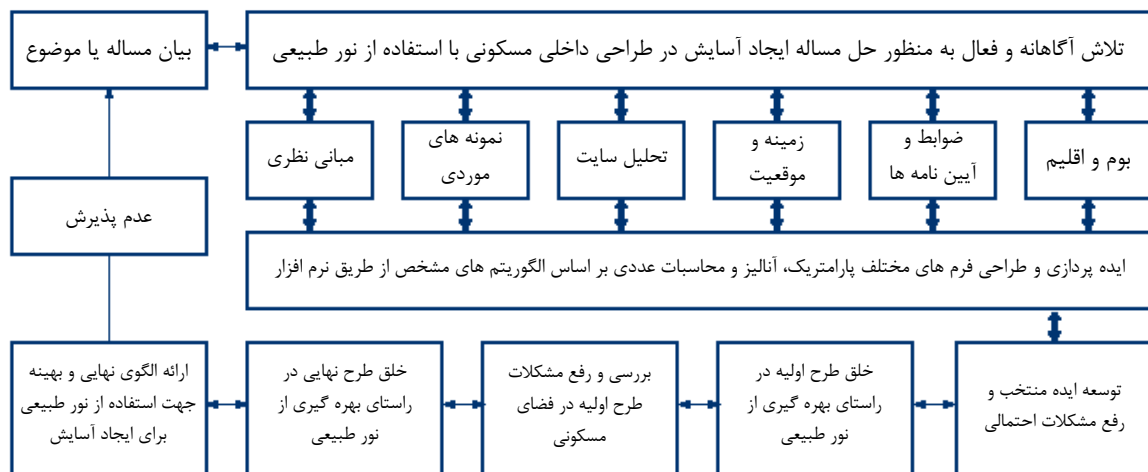 بیان مساله یا موضوع
تلاش آگاهانه و فعال به منظور حل مساله ایجاد آسایش در طراحی داخلی مسکونی با استفاده از نور طبیعی
بوم و اقلیم
ضوابط و
آیین نامه ها
زمینه و
موقعیت
تحلیل سایت
نمونه های
موردی
مبانی نظری
عدم پذیرش
ایده پردازی و طراحی فرم های مختلف پارامتریک، آنالیز و محاسبات عددی بر اساس الگوریتم های مشخص از طریق نرم افزار
توسعه ایده منتخب و
رفع مشکلات احتمالی
خلق طرح اولیه در
راستای بهره گیری از
نور طبیعی
بررسی و رفع مشکلات
طرح اولیه در فضای
مسکونی
خلق طرح نهایی در
راستای بهره گیری از
نور طبیعی
ارائه الگوی نهایی و بهینه
جهت استفاده از نور طبیعی
برای ایجاد آسایش